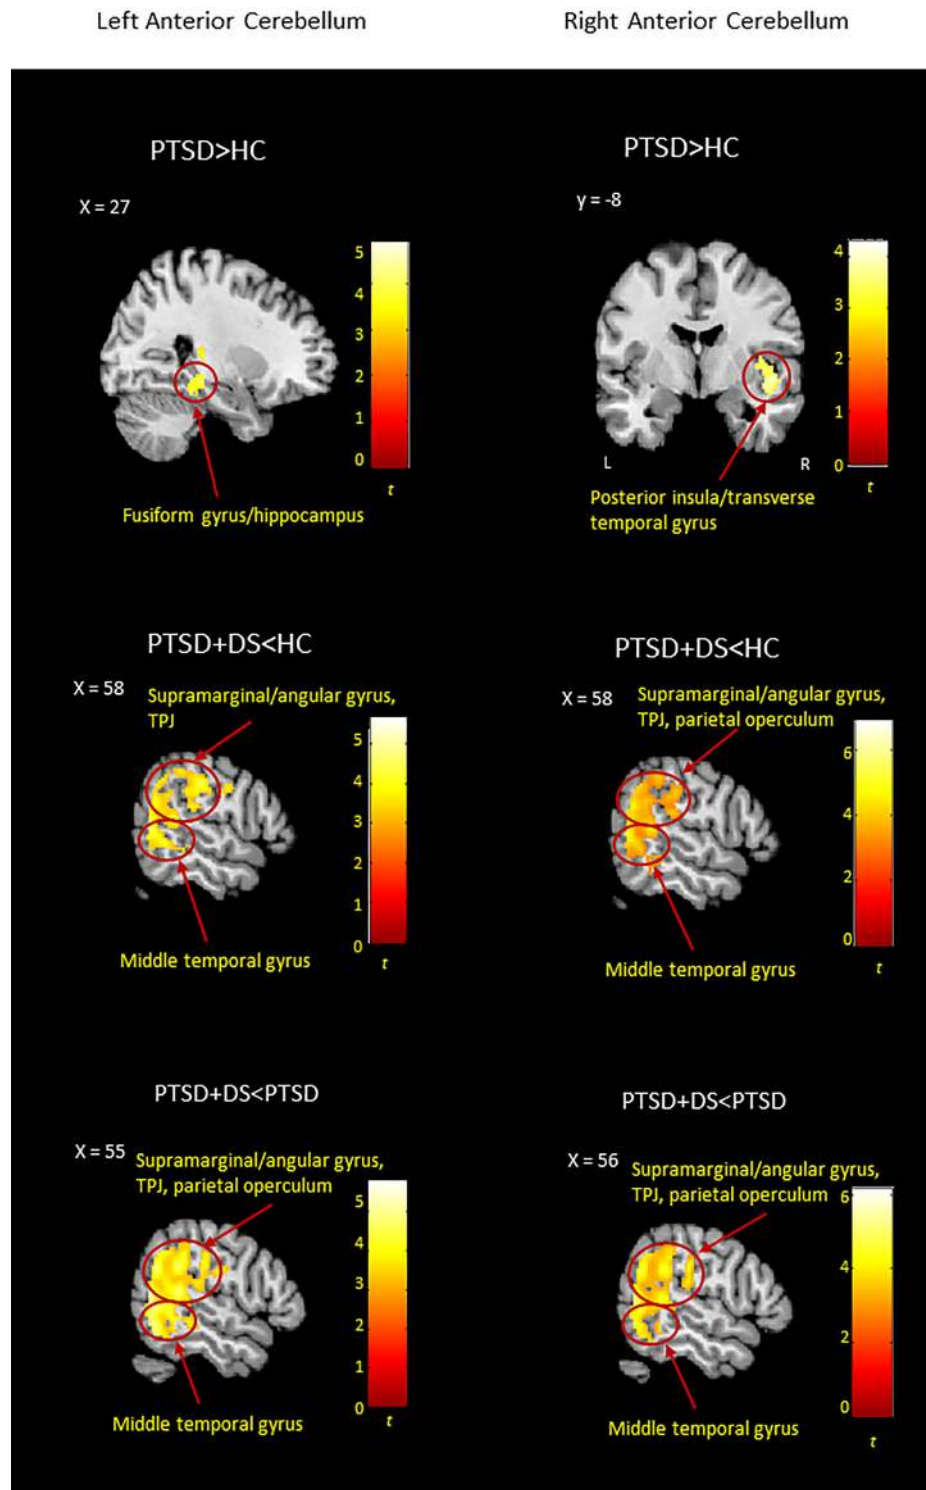 Left Anterior Cerebellum
Right Anterior Cerebellum
PTSD>HC
X = 27
5
4
3
2
1
0
t
Fusiform gyrus/hippocampus
PTSD>HC
y = -8
4
3
2
1
0
t
L
R
Posterior insula/transverse
temporal gyrus
PTSD+DS<HC
X = 58
Supramarginal/angular gyrus,
TPJ
5
4
3
2
1
0
t
Middle temporal gyrus
PTSD+DS<HC
X = 58
Supramarginal/angular gyrus,
TPJ, parietal operculum
6
4
2
0
t
Middle temporal gyrus
PTSD+DS<PTSD
X = 55
Supramarginal/angular gyrus,
TPJ, parietal operculum
5
4
3
2
1
0
t
Middle temporal gyrus
PTSD+DS<PTSD
X = 56
Supramarginal/angular gyrus,
TPJ, parietal operculum
6
4
2
0
t
Middle temporal gyrus